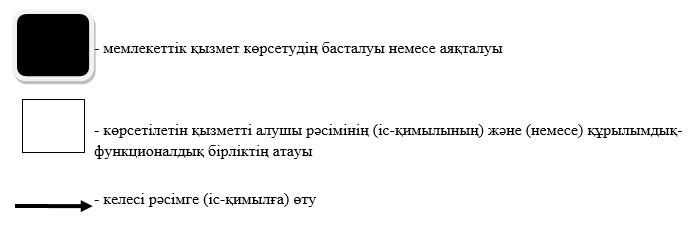 - мемлекеттік қызмет көрсетудің басталуы немесе аяқталуы
- көрсетілетін қызметті алушы рәсімінің (іс-қимылының) және (немесе) құрылымдық-
функционалдық бірліктің атауы
- келесі рәсімге (іс-қимылға) өту